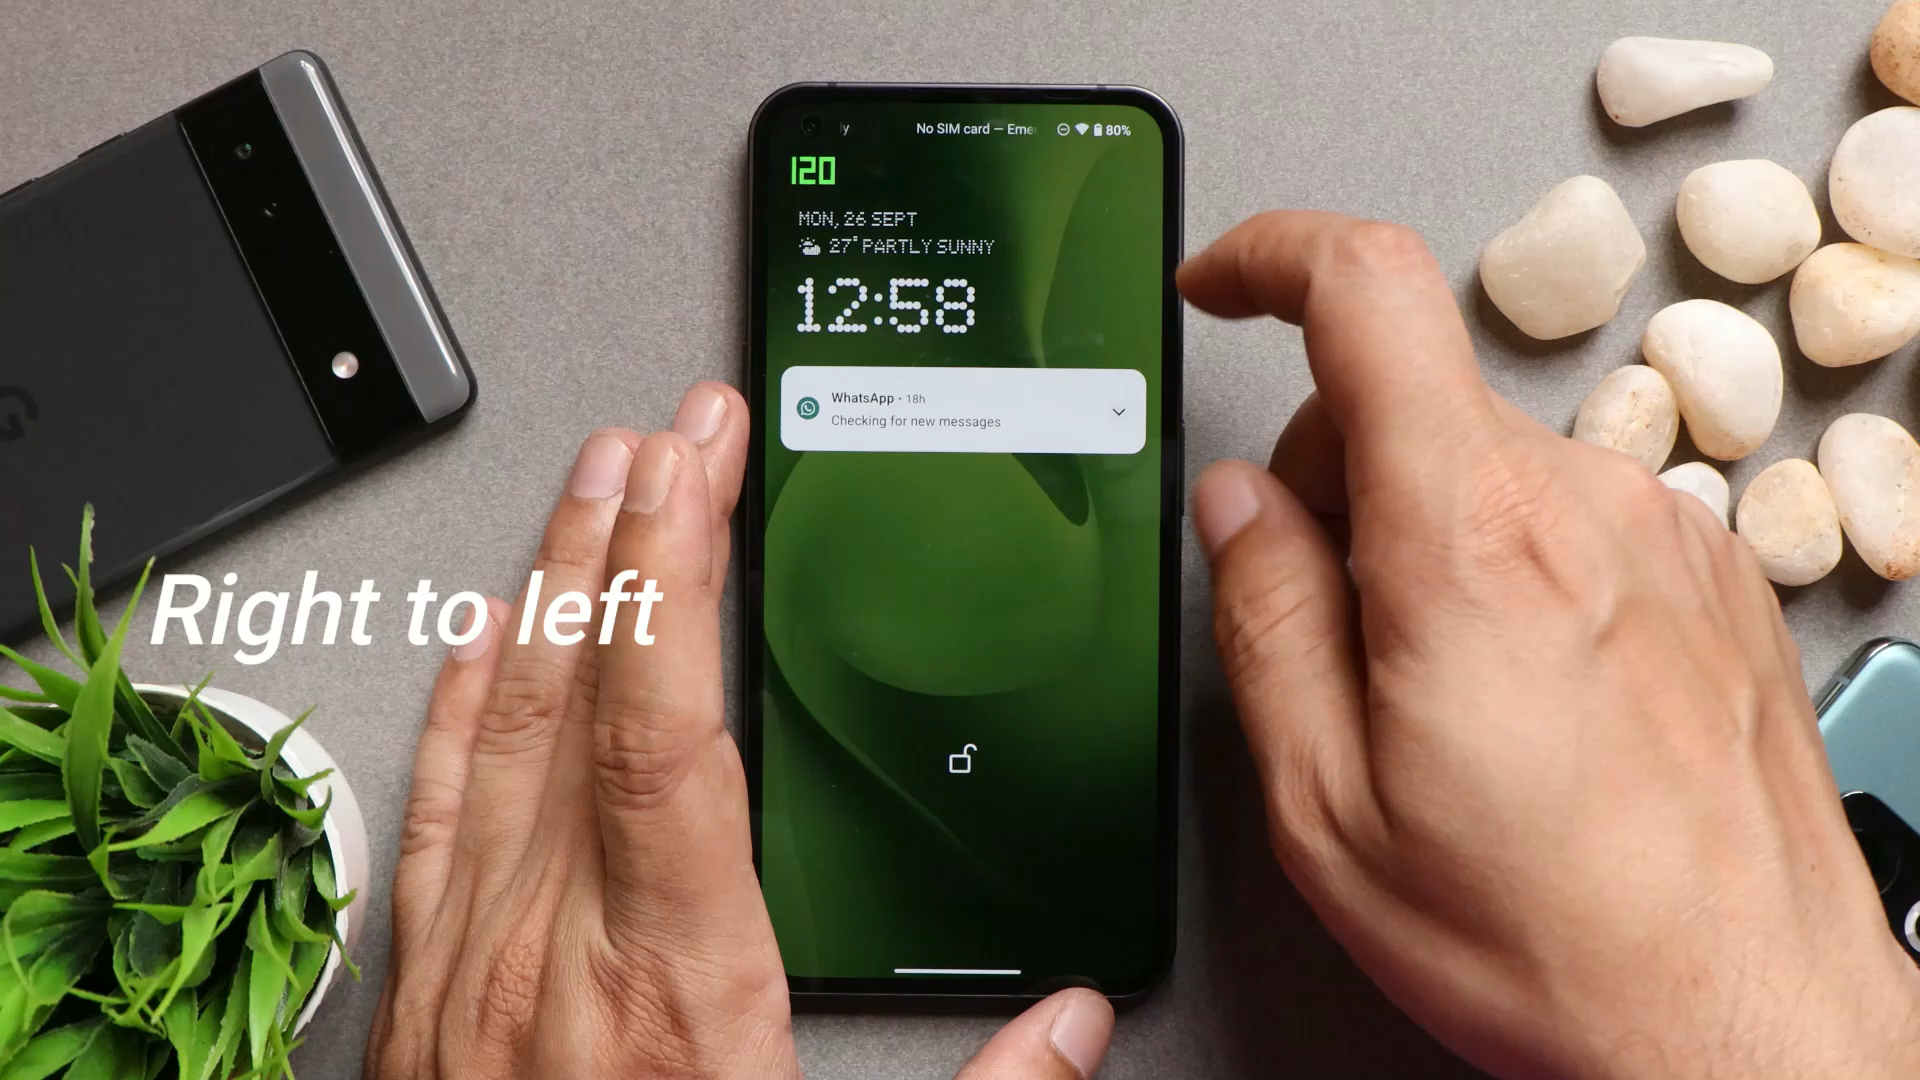 ly
No SIM card — Eme
80%
120
MON, 26 SEPT
27° PARTLY SUNNY
12:58
WhatsApp • 18h
Checking for new messages
Right to left
G